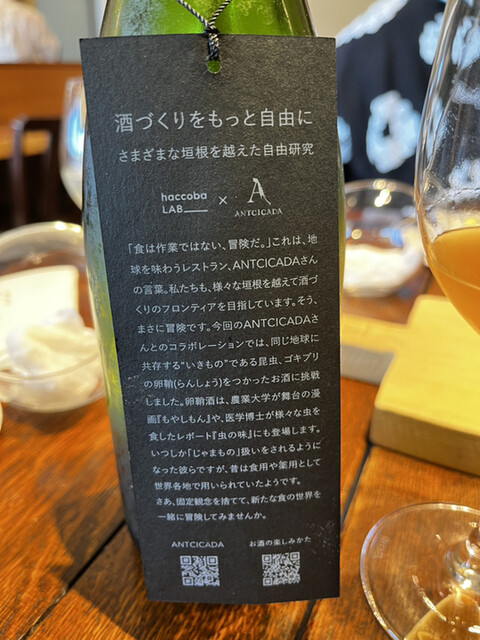 酒づくりをもっと自由に
さまざまな垣根を越えた自由研究
haccoba
LAB__
×
A
ANTCICADA
「食は作業ではない、冒険だ。」これは、地
球を味わうレストラン、ANTCICADAさん
の言葉。私たちも、様々な垣根を越えて酒づ
くりのフロンティアを目指しています。そう、
まさに冒険です。今回のANTCICADAさ
んとのコラボレーションでは、同じ地球に
共存する"いきもの"である昆虫、ゴキブリ
の卵鞘(らんしょう)をつかったお酒に挑戦
しました。卵鞘酒は、農業大学が舞台の漫
画『もやしもん』や、医学博士が様々な虫を
食したレポート『虫の味』にも登場します。
いつしか「じゃまもの」扱いをされるように
なった彼らですが、昔は食用や薬用として
世界各地で用いられていたようです。
さあ、固定観念を捨てて、新たな食の世界を
一緒に冒険してみませんか。
ANTCICADA
お酒の楽しみかた